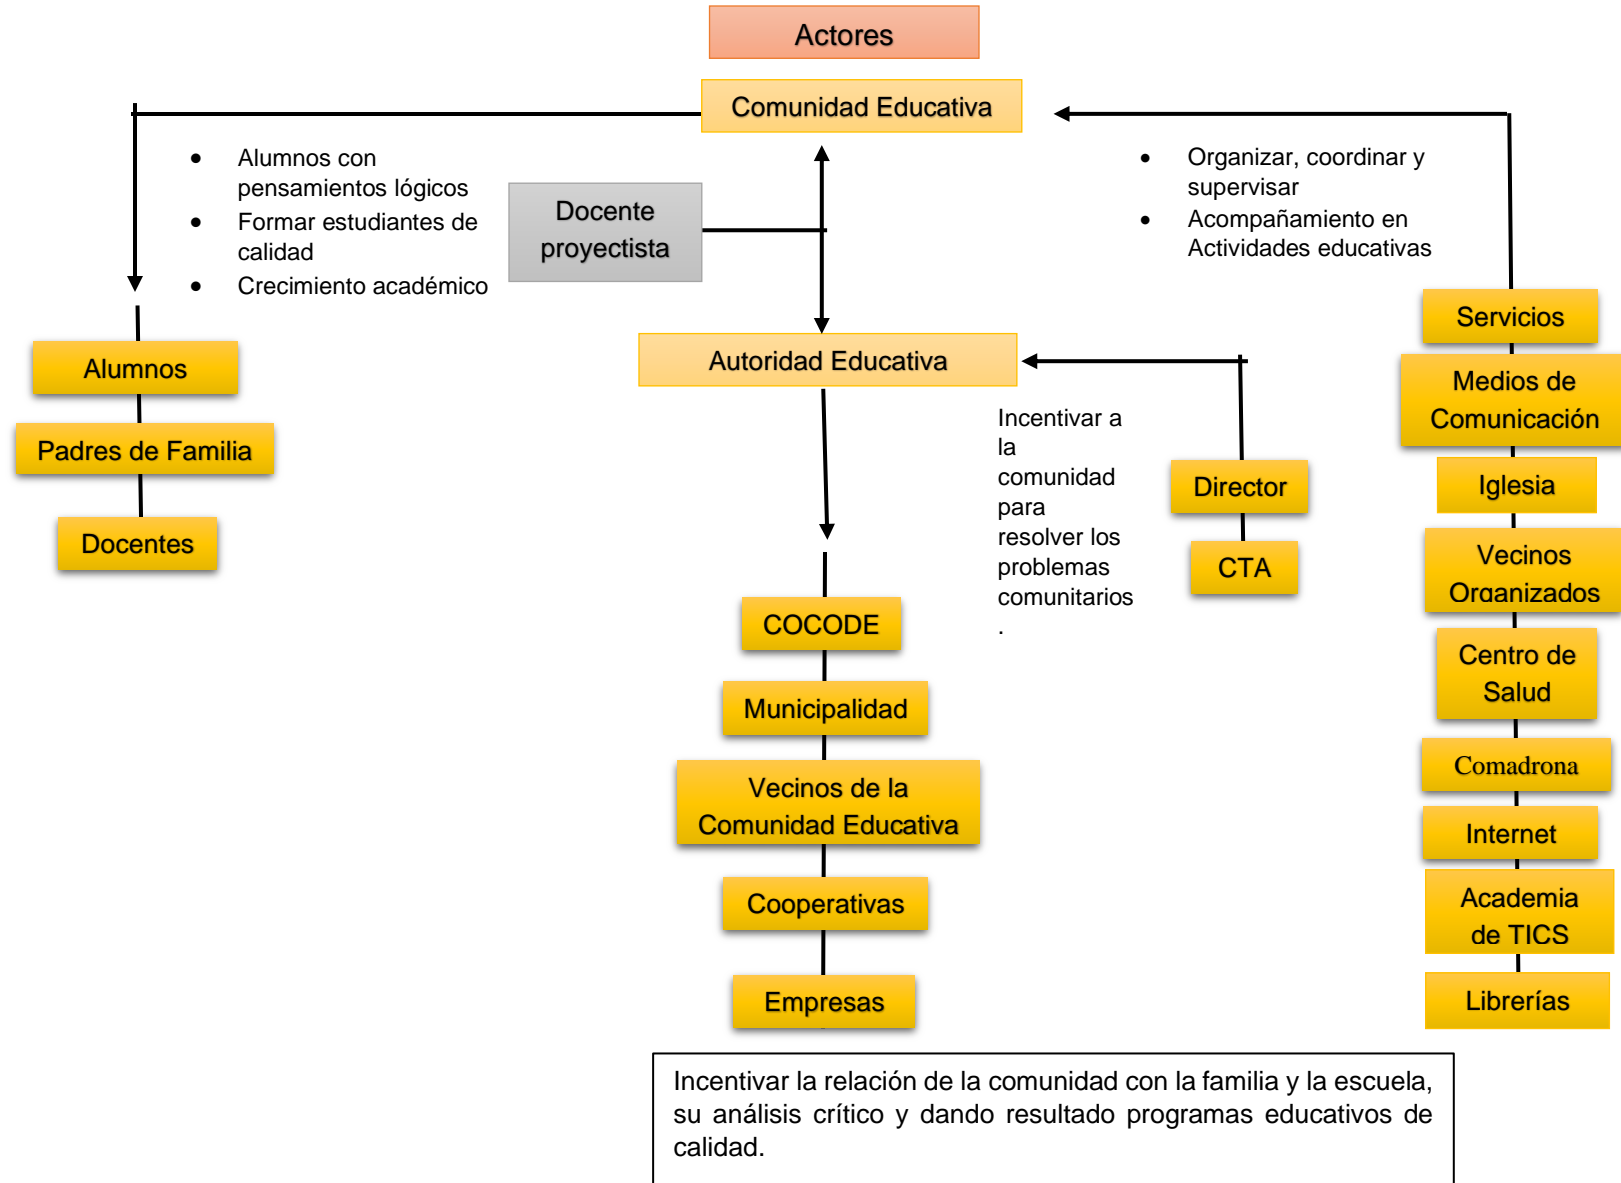 Actores
Comunidad Educativa
• Alumnos con
pensamientos lógicos
• Formar estudiantes de
calidad
• Crecimiento académico
Docente
proyectista
• Organizar, coordinar y
supervisar
• Acompañamiento en
Actividades educativas
Alumnos
Padres de Familia
Docentes
Autoridad Educativa
Incentivar a
la
comunidad
para
resolver los
problemas
comunitarios
.
Director
CTA
COCODE
Municipalidad
Vecinos de la
Comunidad Educativa
Cooperativas
Empresas
Servicios
Medios de
Comunicación
Iglesia
Vecinos
Organizados
Centro de
Salud
Comadrona
Internet
Academia
de TICS
Librerías
Incentivar la relación de la comunidad con la familia y la escuela,
su análisis crítico y dando resultado programas educativos de
calidad.